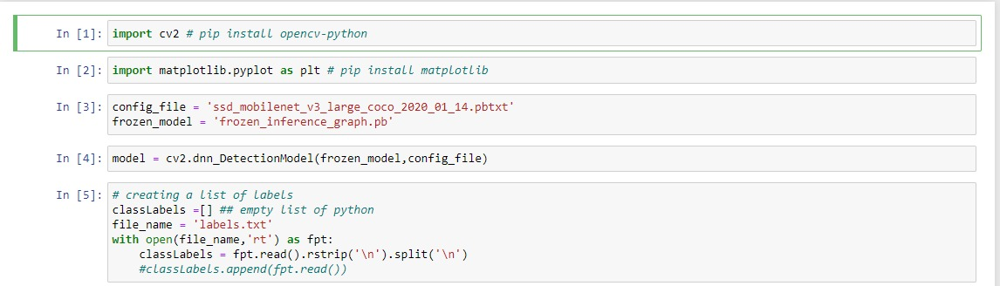 In [1]: import cv2 # pip install opencv-python
In [2]: import matplotlib.pyplot as plt # pip install matplotlib
In [3]: config_file = 'ssd_mobilenet_v3_large_coco_2020_01_14.pbtxt'
frozen_model = 'frozen_inference_graph.pb'
In [4]: model = cv2.dnn_DetectionModel(frozen_model,config_file)
In [5]: # creating a list of labels
classLabels =[] ## empty list of python
file_name = 'labels.txt'
with open(file_name,'rt') as fpt:
    classLabels = fpt.read().rstrip('\n').split('\n')
    #classLabels.append(fpt.read())